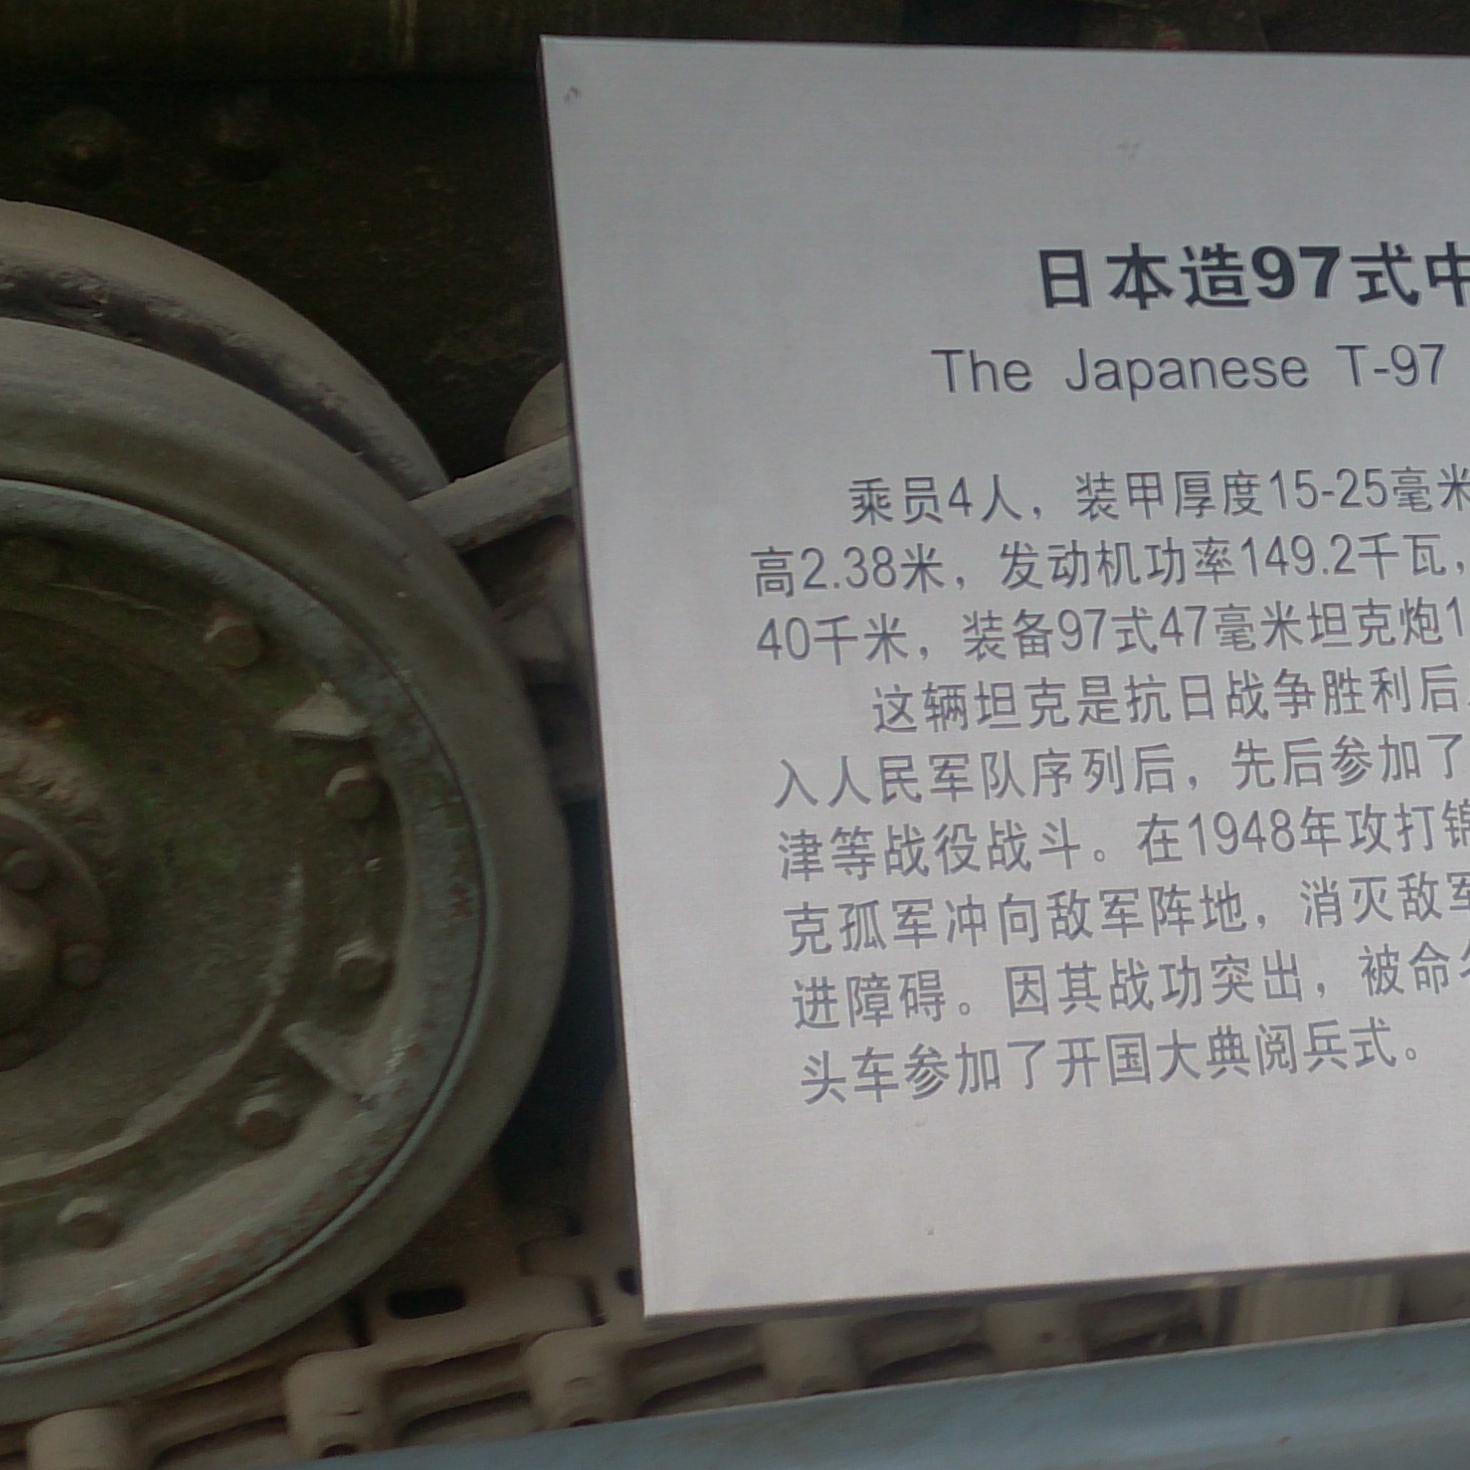 日本造97式中
The Japanese T-97
乘员4人，装甲厚度15-25毫米
高2.38米，发动机功率149.2千瓦，
40千米，装备97式47毫米坦克炮1
这辆坦克是抗日战争胜利后
入人民军队序列后，先后参加了
津等战役战斗。在1948年攻打锦
克孤军冲向敌军阵地，消灭敌军
进障碍。因其战功突出，被命名
头车参加了开国大典阅兵式。